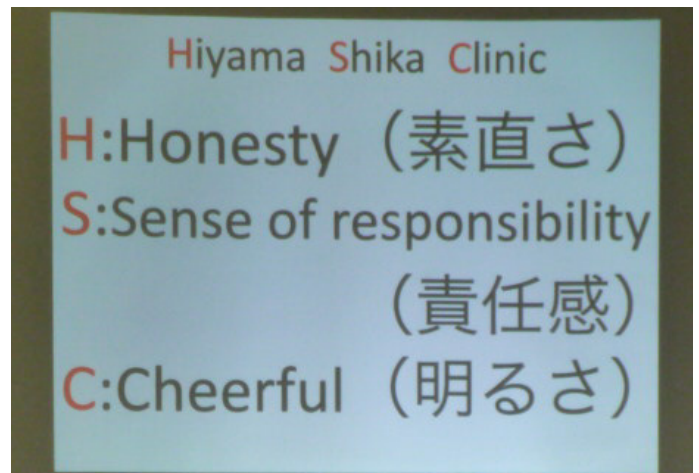 Hiyama Shika Clinic
H:Honesty（素直さ）
S:Sense of responsibility
（責任感）
C:Cheerful（明るさ）